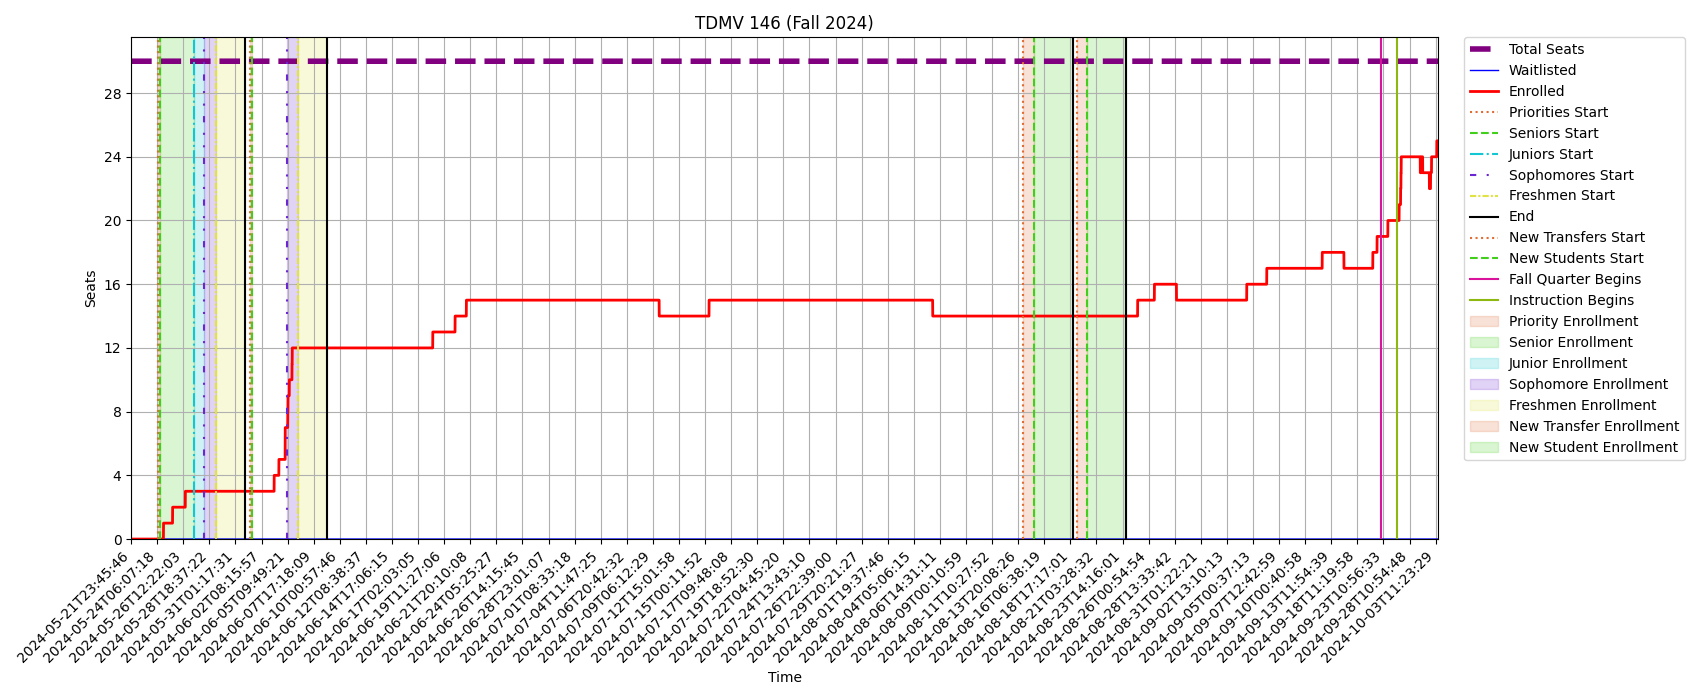 TDMV 146 (Fall 2024)
Seats
28
24
20
16
12
8
4
0
2024-05-21T23:45:46
2024-05-24T06:07:18
2024-05-26T12:22:03
2024-05-28T18:37:22
2024-05-31T01:17:31
2024-06-02T08:15:57
2024-06-05T09:49:21
2024-06-07T17:18:09
2024-06-10T00:57:46
2024-06-12T08:38:37
2024-06-14T17:06:15
2024-06-17T02:03:05
2024-06-19T11:27:06
2024-06-21T20:10:08
2024-06-24T05:25:27
2024-06-26T14:15:45
2024-06-28T23:01:07
2024-07-01T08:33:18
2024-07-04T11:47:25
2024-07-06T20:42:32
2024-07-09T06:12:29
2024-07-12T15:01:58
2024-07-15T00:11:52
2024-07-17T09:48:08
2024-07-19T18:52:30
2024-07-22T04:45:20
2024-07-24T13:43:10
2024-07-26T22:39:00
2024-07-29T20:21:27
2024-08-01T19:37:46
2024-08-04T05:06:15
2024-08-06T14:31:11
2024-08-09T00:10:59
2024-08-11T10:27:52
2024-08-13T20:08:26
2024-08-16T06:38:19
2024-08-18T17:17:01
2024-08-21T03:28:32
2024-08-23T14:16:01
2024-08-26T00:54:54
2024-08-28T13:33:42
2024-08-31T01:22:21
2024-09-02T13:10:13
2024-09-05T00:37:13
2024-09-07T12:42:59
2024-09-10T00:40:58
2024-09-13T11:54:39
2024-09-18T11:19:58
2024-09-23T10:56:33
2024-09-28T10:54:48
2024-10-03T11:23:29
Time
Total Seats
Waitlisted
Enrolled
Priorities Start
Seniors Start
Juniors Start
Sophomores Start
Freshmen Start
End
New Transfers Start
New Students Start
Fall Quarter Begins
Instruction Begins
Priority Enrollment
Senior Enrollment
Junior Enrollment
Sophomore Enrollment
Freshmen Enrollment
New Transfer Enrollment
New Student Enrollment